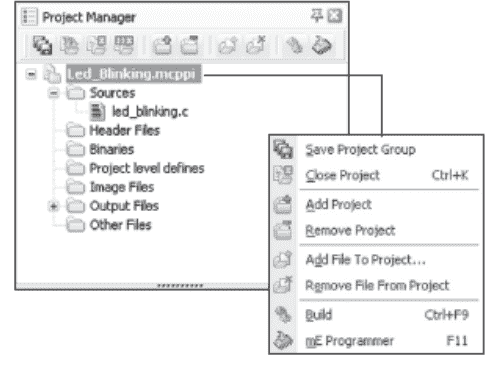 Project Manager
Led_Blinking.mcppi
Sources
led_blinking.c
Header Files
Binaries
Project level defines
Image Files
Output Files
Other Files
Save Project Group
Close Project Ctrl+K
Add Project
Remove Project
Add File To Project...
Remove File From Project
Build Ctrl+F9
mE Programmer F11